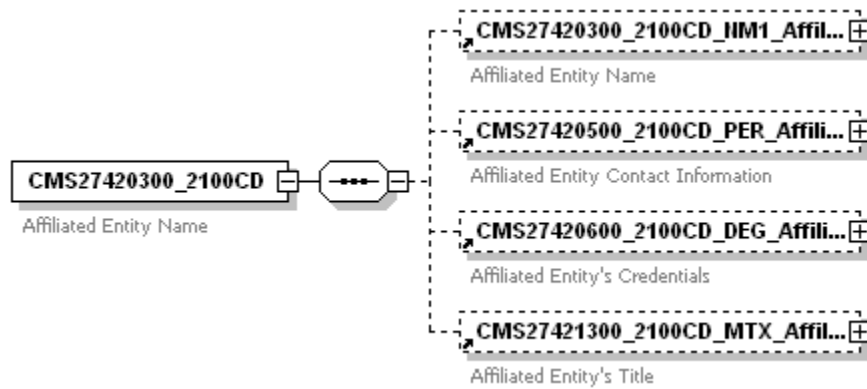 CMS27420300_2100CD_NM1_Affil...
Affiliated Entity Name
CMS27420500_2100CD_PER_Affili...
Affiliated Entity Contact Information
CMS27420300_2100CD
Affiliated Entity Name
CMS27420600_2100CD_DEG_Affili...
Affiliated Entity's Credentials
CMS27421300_2100CD_MTX_Affil...
Affiliated Entity's Title